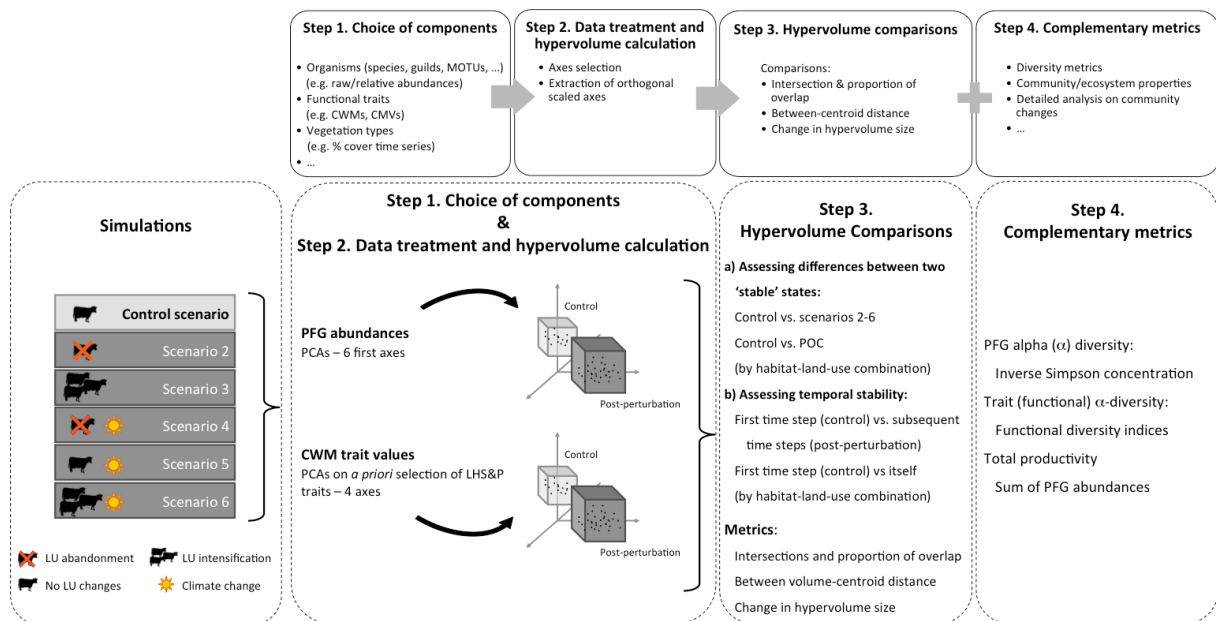 Step 1. Choice of components
• Organisms (species, guilds, MOTUs, ...)
(e.g. raw/relative abundances)
• Functional traits
(e.g. CWMs, CMVs)
• Vegetation types
(e.g. % cover time series)
• ...
Step 2. Data treatment and
hypervolume calculation
• Axes selection
• Extraction of orthogonal
scaled axes
Step 3. Hypervolume comparisons
Comparisons:
• Intersection & proportion of
overlap
• Between-centroid distance
• Change in hypervolume size
Step 4. Complementary metrics
• Diversity metrics
• Community/ecosystem properties
• Detailed analysis on community
changes
• ...
Simulations
Control scenario
Scenario 2
Scenario 3
Scenario 4
Scenario 5
Scenario 6
LU abandonment
LU intensification
No LU changes
Climate change
Step 1. Choice of components
&
Step 2. Data treatment and hypervolume calculation
PFG abundances
PCAs – 6 first axes
Control
Post-perturbation
CWM trait values
PCAs on a priori selection of LHS&P
traits – 4 axes
Control
Post-perturbation
Step 3.
Hypervolume Comparisons
a) Assessing differences between two
‘stable’ states:
Control vs. scenarios 2-6
Control vs. POC
(by habitat-land-use combination)
b) Assessing temporal stability:
First time step (control) vs. subsequent
time steps (post-perturbation)
First time step (control) vs itself
(by habitat-land-use combination)
Metrics:
Intersections and proportion of overlap
Between volume-centroid distance
Change in hypervolume size
Step 4.
Complementary metrics
PFG alpha (α) diversity:
Inverse Simpson concentration
Trait (functional) α-diversity:
Functional diversity indices
Total productivity
Sum of PFG abundances